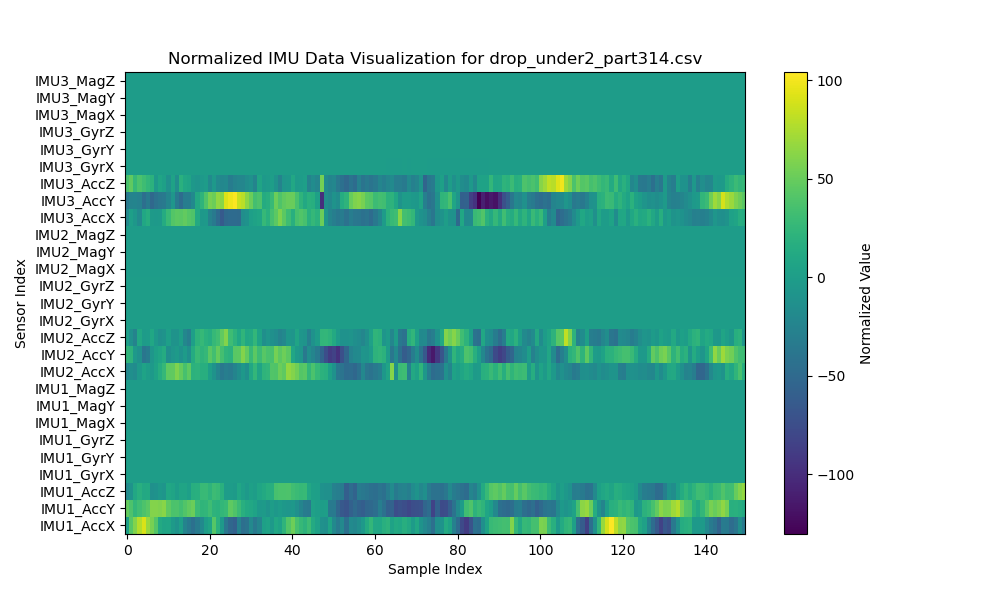 Normalized IMU Data Visualization for drop_under2_part314.csv
IMU3_MagZ
IMU3_MagY
IMU3_MagX
IMU3_GyrZ
IMU3_GyrY
IMU3_GyrX
IMU3_AccZ
IMU3_AccY
IMU3_AccX
IMU2_MagZ
IMU2_MagY
IMU2_MagX
IMU2_GyrZ
IMU2_GyrY
IMU2_GyrX
IMU2_AccZ
IMU2_AccY
IMU2_AccX
IMU1_MagZ
IMU1_MagY
IMU1_MagX
IMU1_GyrZ
IMU1_GyrY
IMU1_GyrX
IMU1_AccZ
IMU1_AccY
IMU1_AccX
Sensor Index
0 20 40 60 80 100 120 140
Sample Index
100
50
0
−50
−100
Normalized Value